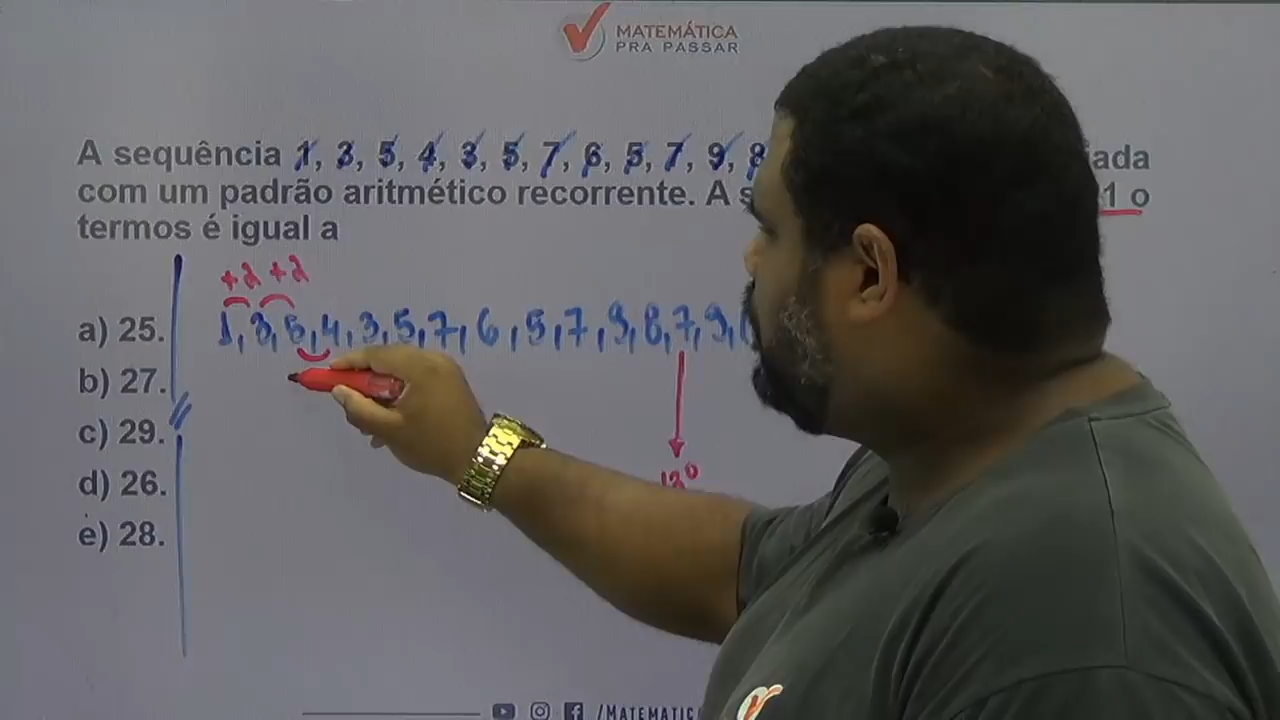 MATEMÁTICA
PRA PASSAR
A sequência 1, 3, 5, 4, 3, 5, 7, 6, 5, 7, 9, 8 iada
com um padrão aritmético recorrente. A s 1 o
termos é igual a
+2 +2
a) 25.
1, 3, 5, 4, 3, 5, 7, 6, 5, 7, 9, 8, 7, 9,
b) 27.
c) 29.
13º
d) 26.
e) 28.
/MATEMATIC